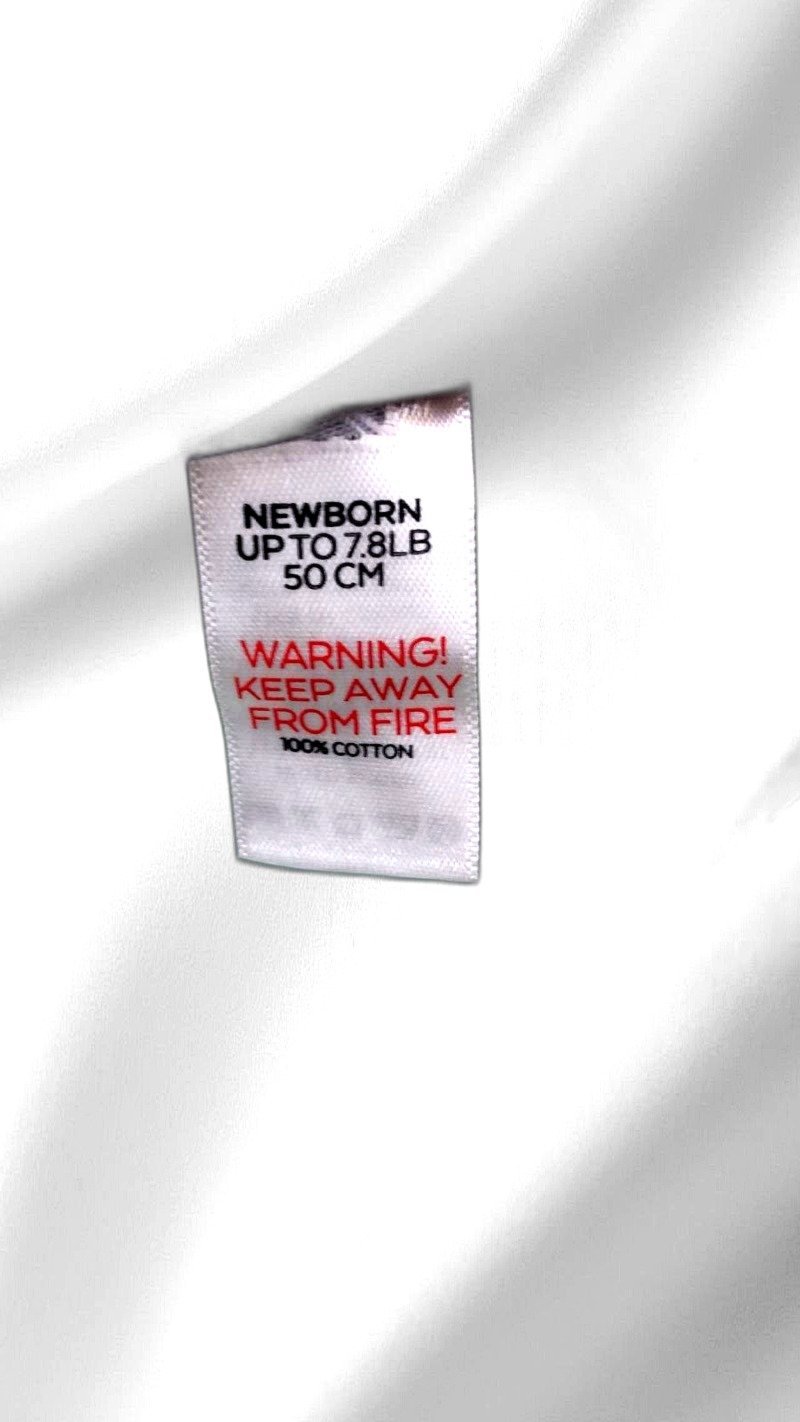 NEWBORN
UP TO 7.8LB
50 CM
WARNING!
KEEP AWAY
FROM FIRE
100% COTTON